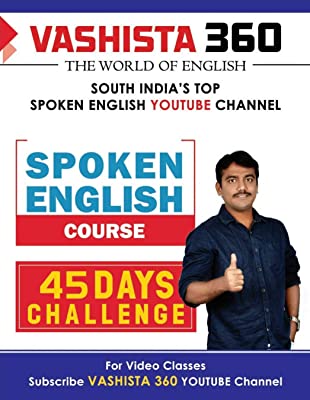 VASHISTA 360
THE WORLD OF ENGLISH
SOUTH INDIA'S TOP
SPOKEN ENGLISH YOUTUBE CHANNEL
SPOKEN
ENGLISH
COURSE
45 DAYS
CHALLENGE
For Video Classes
Subscribe VASHISTA 360 YOUTUBE Channel